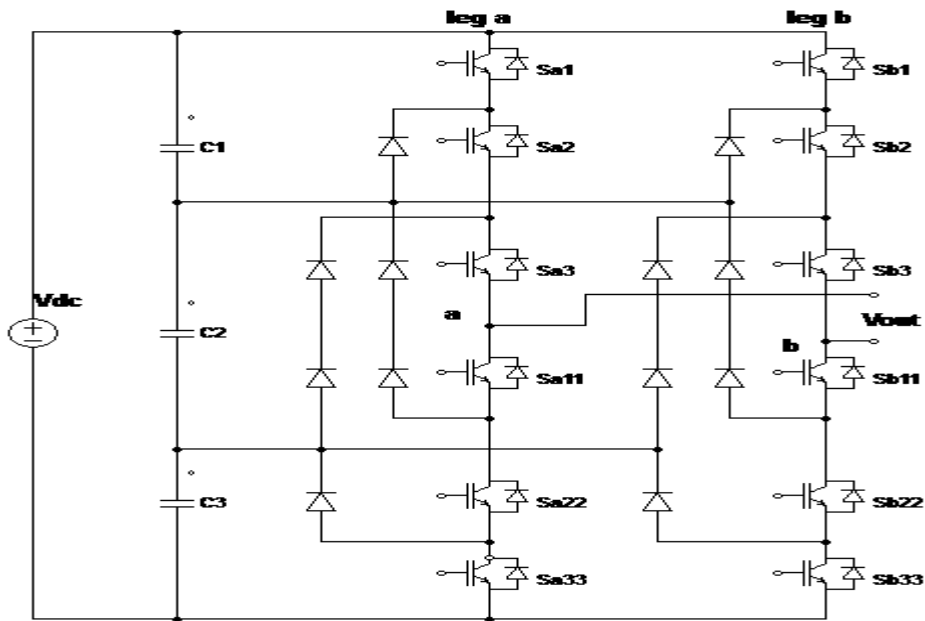 leg a
leg b
Sa1
Sb1
C1
Sa2
Sb2
Sa3
Sb3
Vdc
a
Vout
C2
b
Sa11
Sb11
C3
Sa22
Sb22
Sa33
Sb33